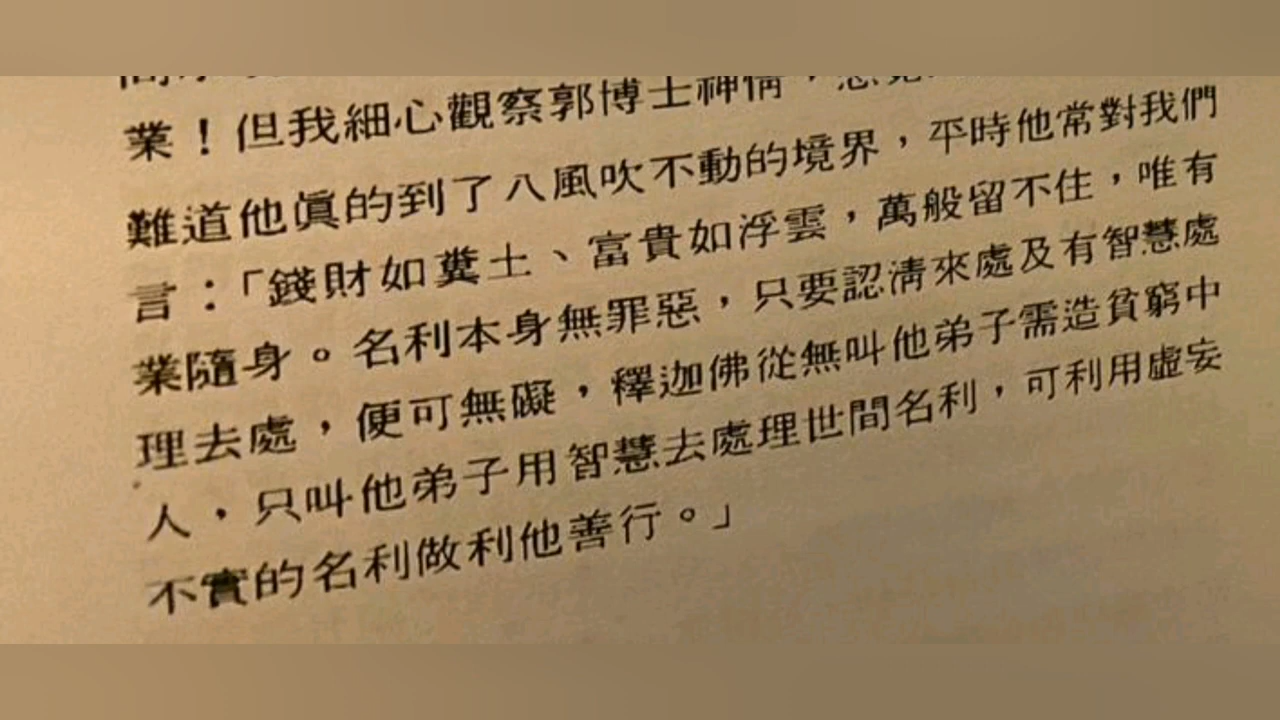 業！但我細心觀察郭博士神情，
難道他眞的到了八風吹不動的境界，平時他常對我們
言：「錢財如糞土、富貴如浮雲，萬般留不住，唯有
業隨身。名利本身無罪惡，只要認清來處及有智慧處
理去處，便可無礙，釋迦佛從無叫他弟子需造貧窮中
人，只叫他弟子用智慧去處理世間名利，可利用虛妄
不實的名利做利他善行。」